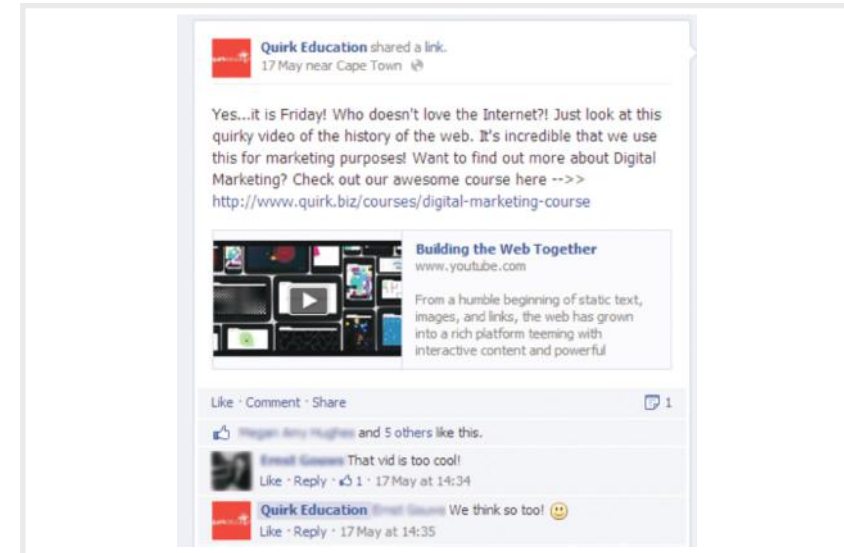 Quirk Education shared a link.
17 May near Cape Town
Yes...it is Friday! Who doesn't love the Internet?! Just look at this
quirky video of the history of the web. It's incredible that we use
this for marketing purposes! Want to find out more about Digital
Marketing? Check out our awesome course here -->>
http://www.quirk.biz/courses/digital-marketing-course
Building the Web Together
www.youtube.com
From a humble beginning of static text,
images, and links, the web has grown
into a rich platform teeming with
interactive content and powerful
Like · Comment · Share 1
and 5 others like this.
That vid is too cool!
Like · Reply · 1 · 17 May at 14:34
Quirk Education We think so too!
Like · Reply · 17 May at 14:35